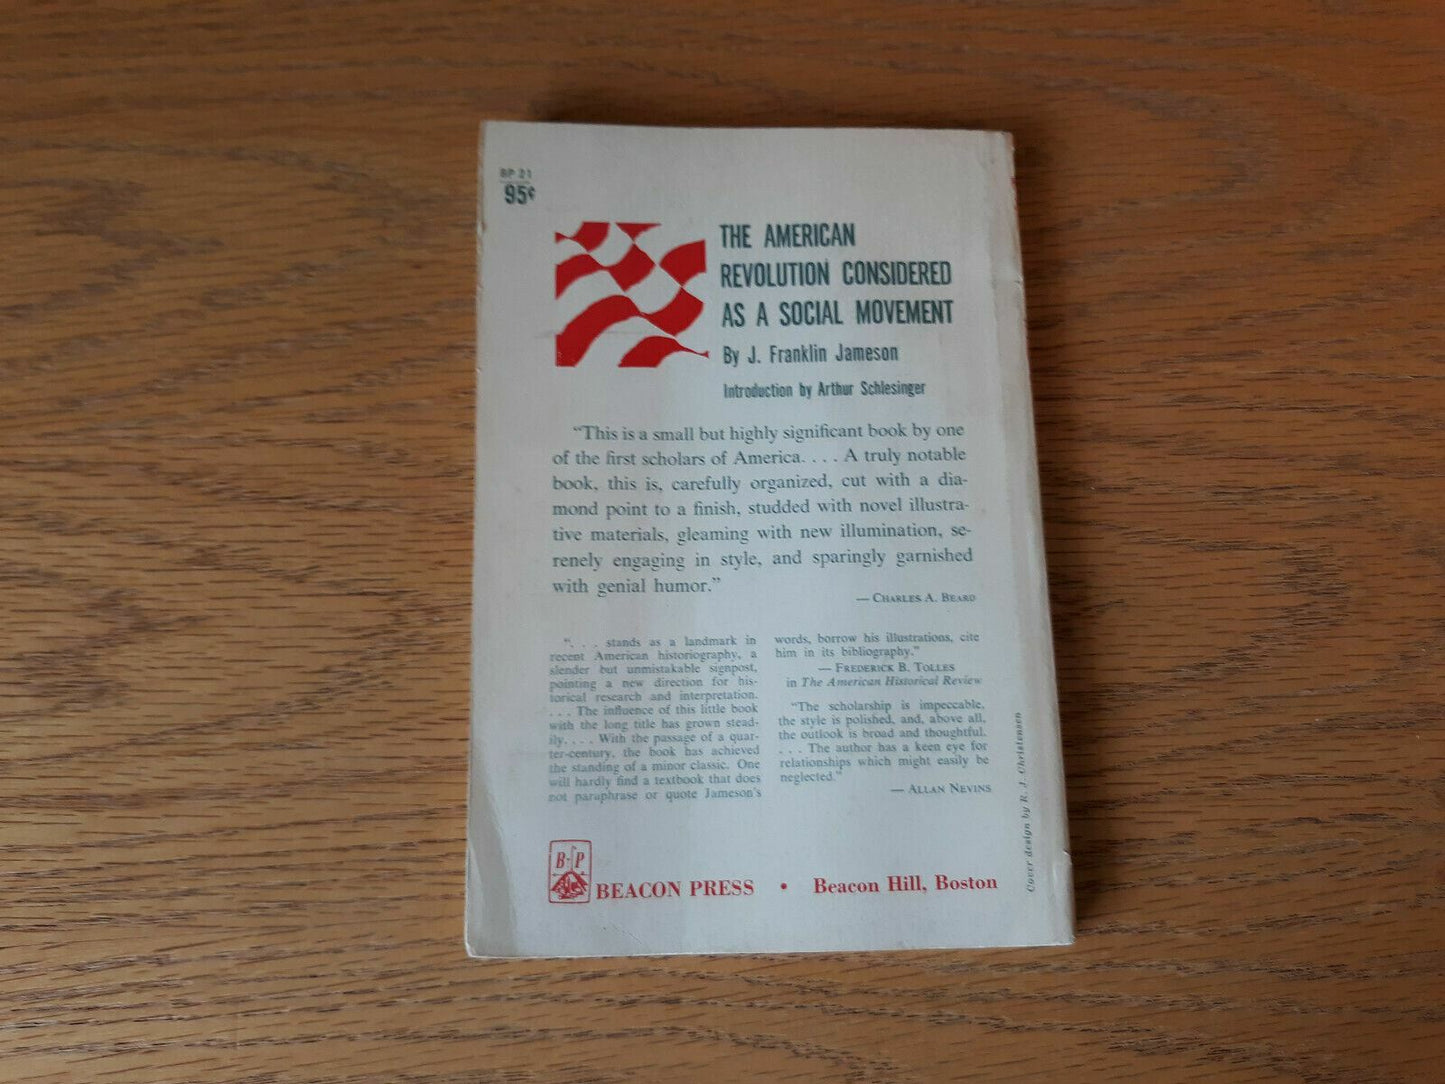 BP 21
95¢
THE AMERICAN
REVOLUTION CONSIDERED
AS A SOCIAL MOVEMENT
By J. Franklin Jameson
Introduction by Arthur Schlesinger
“This is a small but highly significant book by one
of the first scholars of America. . . . A truly notable
book, this is, carefully organized, cut with a dia-
mond point to a finish, studded with novel illustra-
tive materials, gleaming with new illumination, se-
renely engaging in style, and sparingly garnished
with genial humor.”
— CHARLES A. BEARD
“. . . stands as a landmark in
recent American historiography, a
slender but unmistakable signpost,
pointing a new direction for his-
torical research and interpretation.
. . . The influence of this little book
with the long title has grown stead-
ily. . . . With the passage of a quar-
ter-century, the book has achieved
the standing of a minor classic. One
will hardly find a textbook that does
not paraphrase or quote Jameson's
words, borrow his illustrations, cite
him in its bibliography.”
— FREDERICK B. TOLLES
in The American Historical Review
“The scholarship is impeccable,
the style is polished, and, above all,
the outlook is broad and thoughtful.
. . . The author has a keen eye for
relationships which might easily be
neglected.”
— ALLAN NEVINS
Cover design by R. J. Christensen
B P
BEACON PRESS • Beacon Hill, Boston